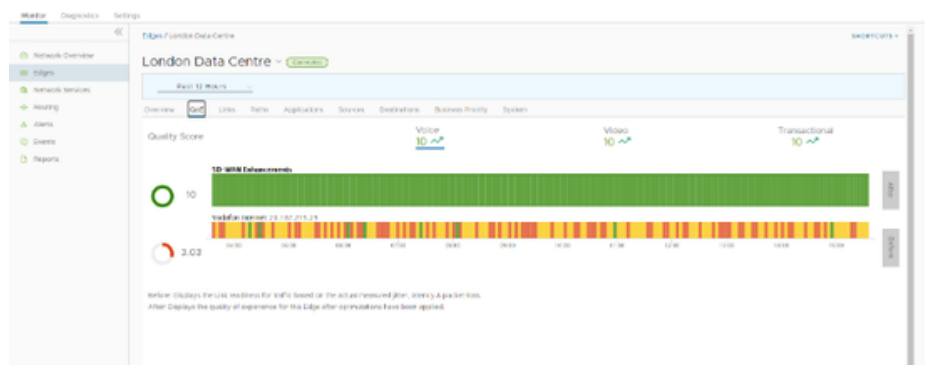 Monitor Diagnostics Settings
Edges / London Data Centre
SHORTCUTS
London Data Centre
Connected
Past 12 Hours
Network Overview
Edges
Network Services
Routing
Alerts
Events
Reports
Overview QoE Links Paths Applications Sources Destinations Business Priority System
Quality Score
Voice
10
Video
10
Transactional
10
SD-WAN Enhancements
10
After
3.03
Before
Before: Displays the Link readiness for traffic based on the actual measured jitter, latency & packet loss.
After: Displays the quality of experience for this Edge after optimizations have been applied.